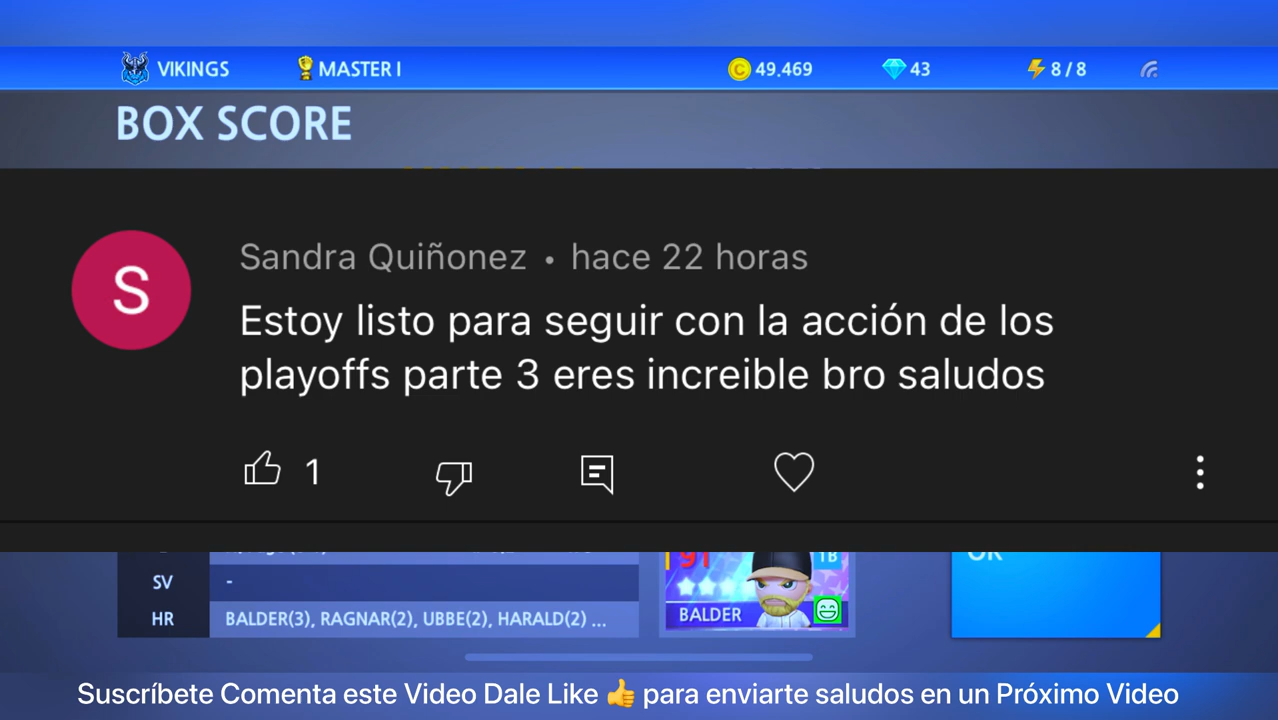 VIKINGS MASTER I 49.469 43 8 / 8
BOX SCORE
S
Sandra Quiñonez • hace 22 horas
Estoy listo para seguir con la acción de los
playoffs parte 3 eres increible bro saludos
1
91 1B OK
SV -
HR BALDER(3), RAGNAR(2), UBBE(2), HARALD(2) ...
BALDER
Suscríbete Comenta este Video Dale Like 👍 para enviarte saludos en un Próximo Video